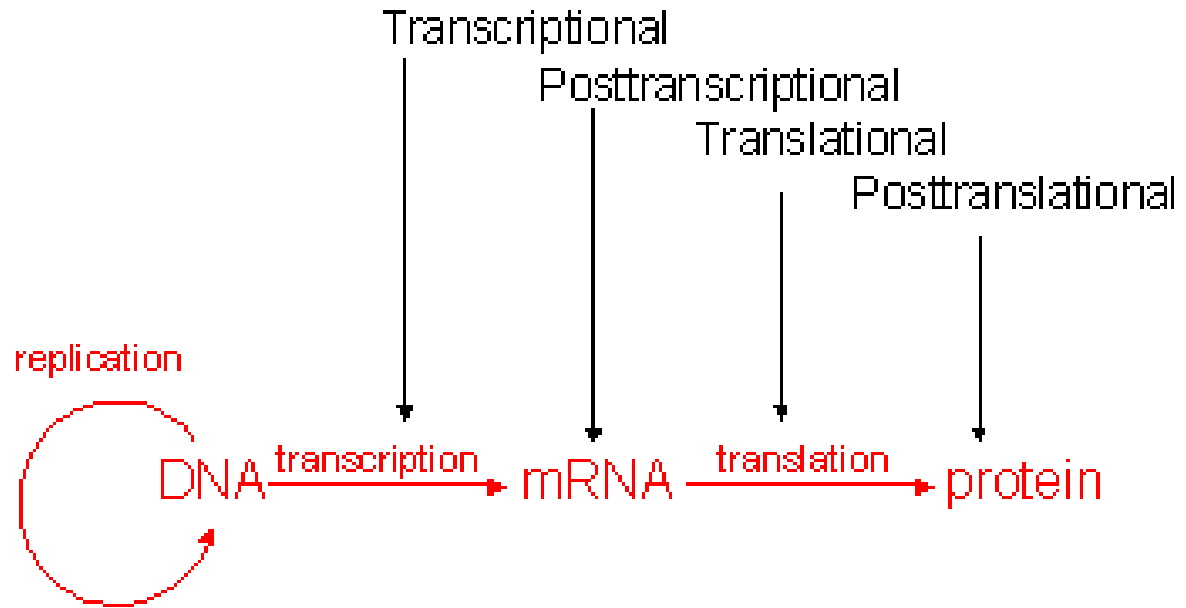 Transcriptional
Posttranscriptional
Translational
Posttranslational
replication
DNA transcription mRNA translation protein